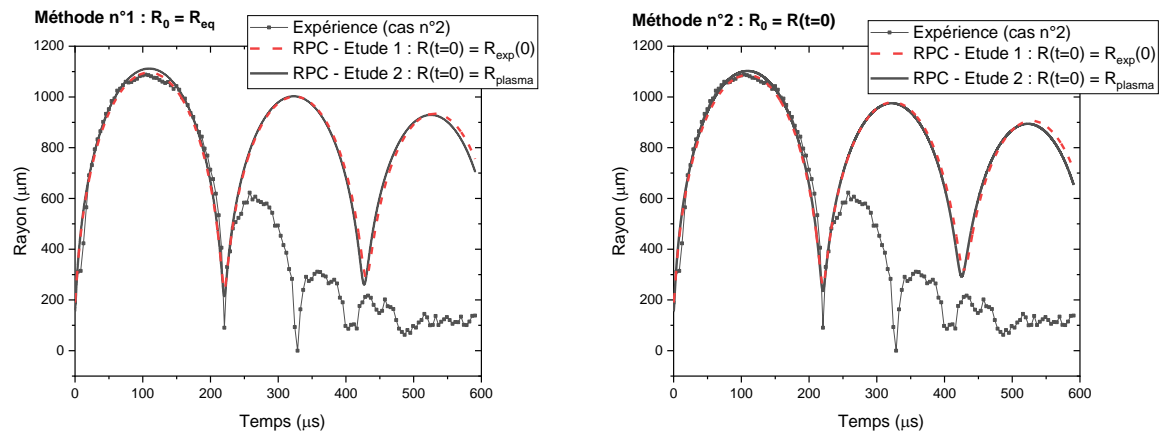 Méthode n°1 : R0 = Req
Expérience (cas n°2)
RPC - Etude 1 : R(t=0) = Rexp(0)
RPC - Etude 2 : R(t=0) = Rplasma
1200
1000
800
600
400
200
0
Rayon (μm)
0 100 200 300 400 500 600
Temps (μs)
Méthode n°2 : R0 = R(t=0)
Expérience (cas n°2)
RPC - Etude 1 : R(t=0) = Rexp(0)
RPC - Etude 2 : R(t=0) = Rplasma
1200
1000
800
600
400
200
0
Rayon (μm)
0 100 200 300 400 500 600
Temps (μs)